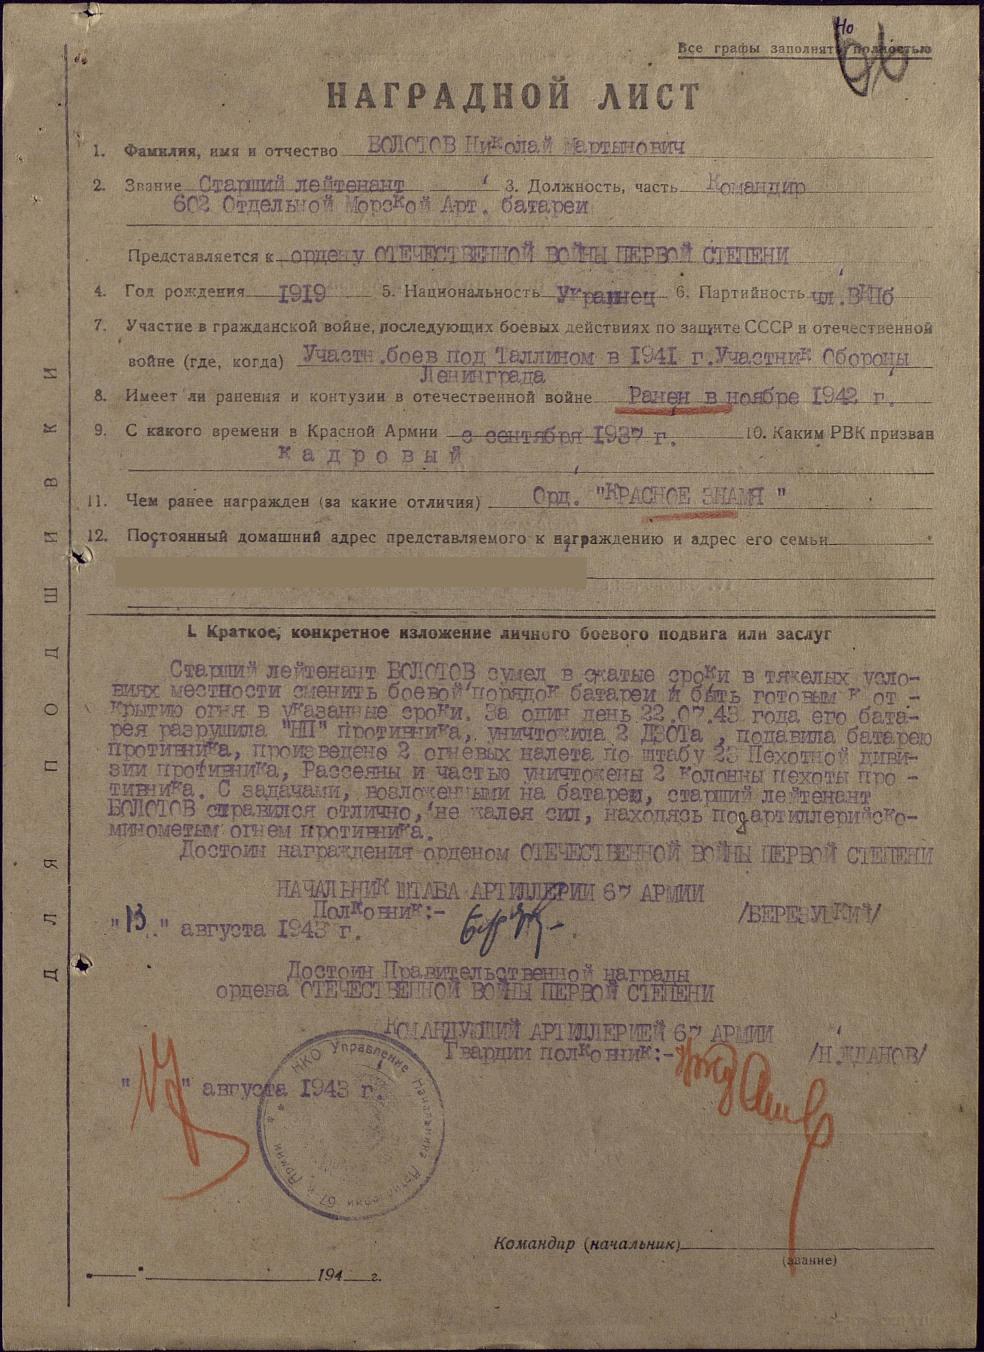 Все графы заполнять полностью
НАГРАДНОЙ ЛИСТ
1. Фамилия, имя и отчество БОЛОТОВ Николай Мартынович
2. Звание Старший лейтенант 3. Должность, часть Командир
602 Отдельной Морской Арт. батареи
Представляется к ордену ОТЕЧЕСТВЕННОЙ ВОЙНЫ ПЕРВОЙ СТЕПЕНИ
4. Год рождения 1919 5. Национальность Украинец 6. Партийность чл.ВКПб
7. Участие в гражданской войне, последующих боевых действиях по защите СССР и отечественной
войне (где, когда) Участн.боев под Таллином в 1941 г.Участник Обороны
Ленинграда
8. Имеет ли ранения и контузии в отечественной войне Ранен в ноябре 1942 г.
9. С какого времени в Красной Армии с сентября 1937 г. 10. Каким РВК призван
Кадровый
11. Чем ранее награжден (за какие отличия) Орд. "КРАСНОЕ ЗНАМЯ"
12. Постоянный домашний адрес представляемого к награждению и адрес его семьи
I. Краткое, конкретное изложение личного боевого подвига или заслуг
Старший лейтенант БОЛОТОВ сумел в сжатые сроки в тяжелых усло-
виях местности сменить боевой порядок батареи и быть готовым к от -
крытию огня в указанные сроки. За один день 22.07.43 года его бата-
рея разрушила "НП" противника, уничтожила 2 ДЗОТа, подавила батарею
противника, произведено 2 огневых налета по штабу 23 Пехотной диви-
зии противника, Рассеяны и частью уничтожены 2 колонны пехоты про -
тивника. С задачами, возложенными на батарею, старший лейтенант
БОЛОТОВ справился отлично, не жалея сил, находясь под артиллерийско-
минометым огнем противника.
Достоин награждения орденом ОТЕЧЕСТВЕННОЙ ВОЙНЫ ПЕРВОЙ СТЕПЕНИ
НАЧАЛЬНИК ШТАБА АРТИЛЛЕРИИ 67 АРМИИ
Полковник:- /БЕРЕЗУЦКИЙ/
"13." августа 1943 г.
Достоин Правительственной награды
ордена ОТЕЧЕСТВЕННОЙ ВОЙНЫ ПЕРВОЙ СТЕПЕНИ
КОМАНДУЮЩИЙ АРТИЛЛЕРИЕЙ 67 АРМИИ
Гвардии полковник:- /Н.ЖДАНОВ/
" " августа 1943 г.
НКО Управление Начальника Артиллерии 67 Армии
Командир (начальник)
(звание)
" " 194 г.
ДЛЯ ПОДШИВКИ